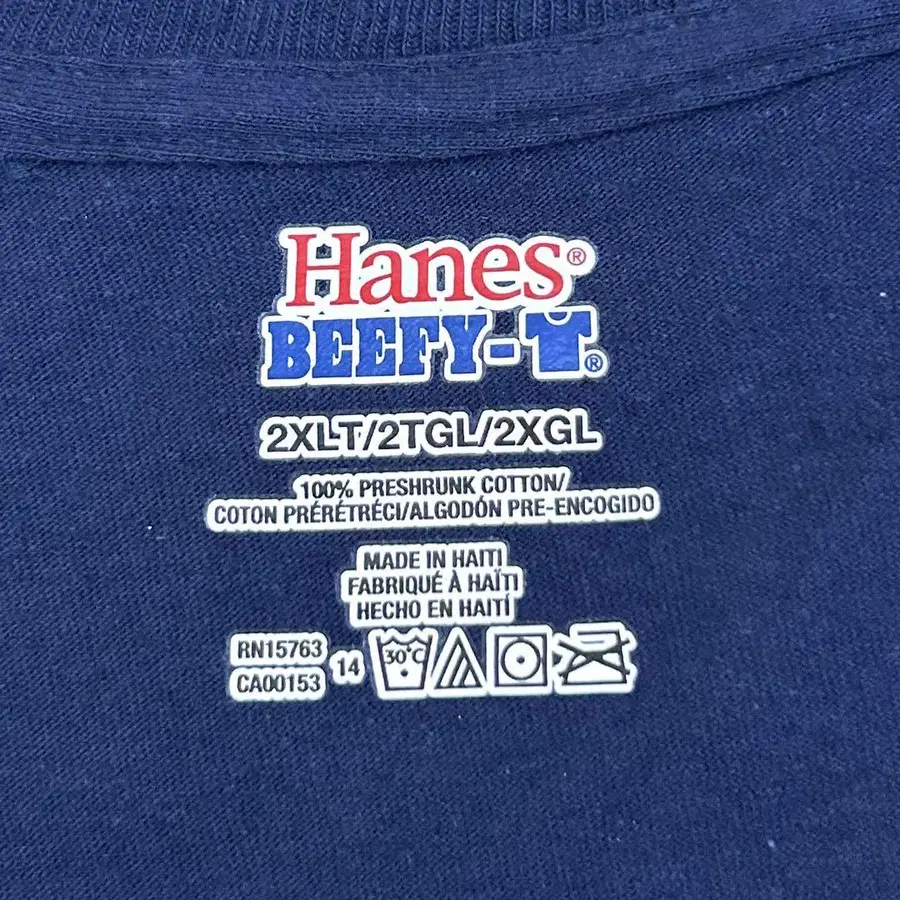 Hanes®
BEEFY-T®
2XLT/2TGL/2XGL
100% PRESHRUNK COTTON/
COTON PRÉRÉTRÉCI/ALGODÓN PRE-ENCOGIDO
MADE IN HAITI
FABRIQUÉ À HAÏTI
HECHO EN HAITÍ
RN15763
CA00153
14
30°C